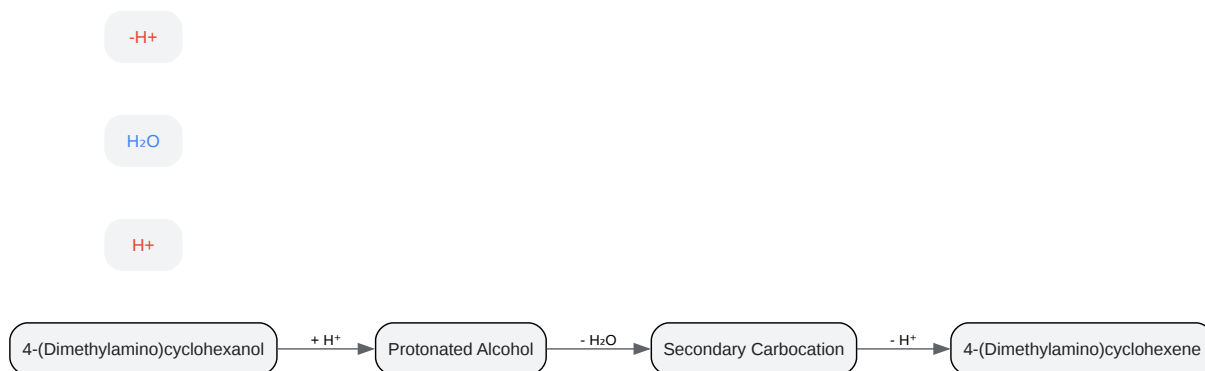 -H+
H₂O
H+
4-(Dimethylamino)cyclohexanol
+ H⁺
Protonated Alcohol
- H₂O
Secondary Carbocation
- H⁺
4-(Dimethylamino)cyclohexene